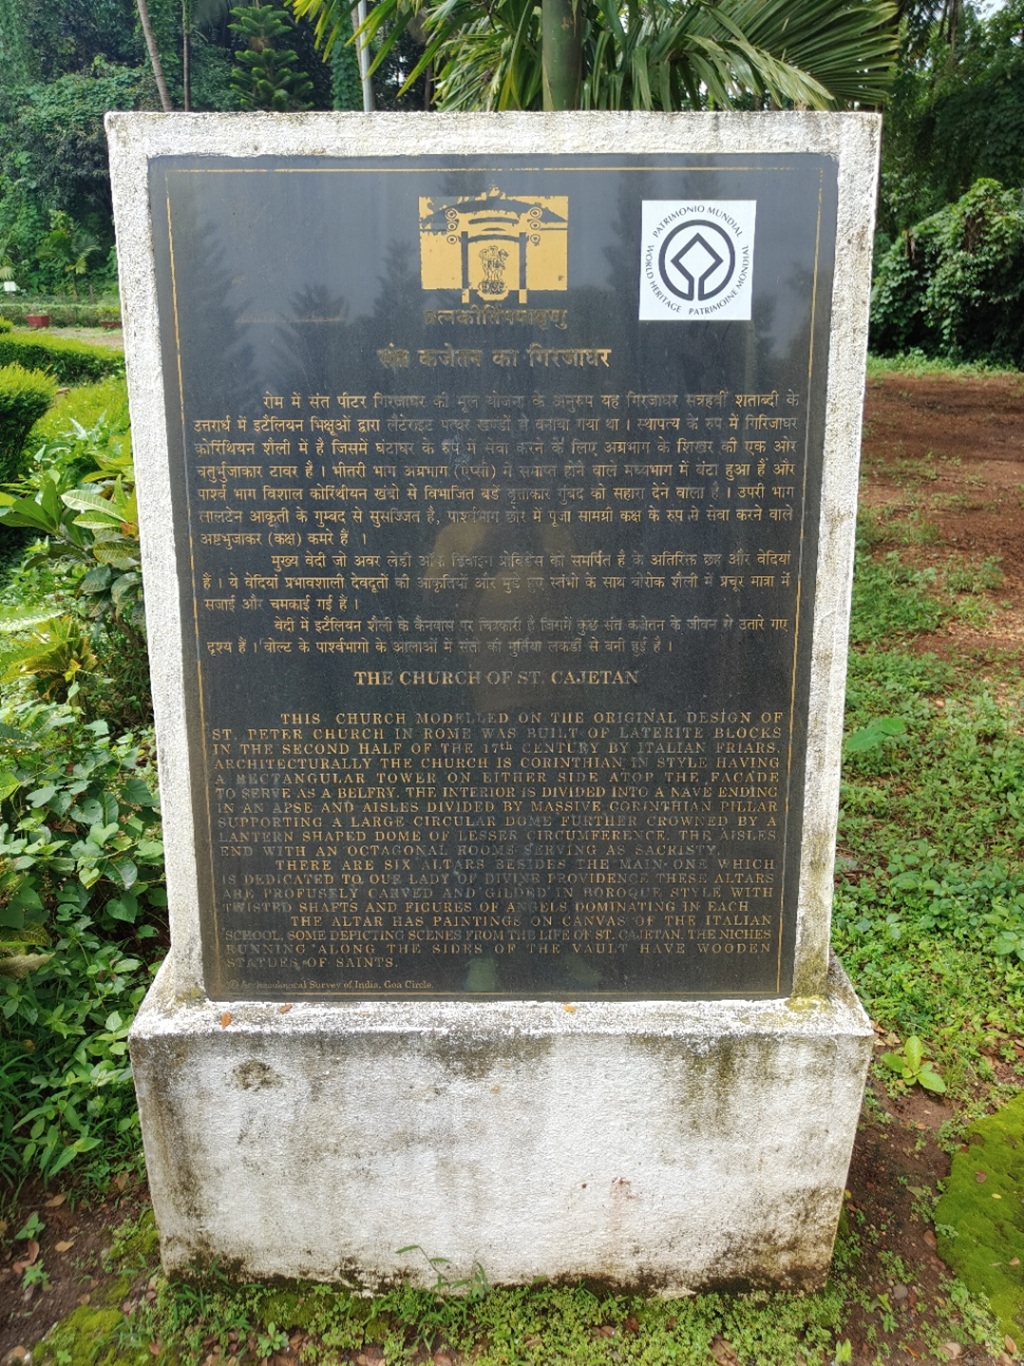 PATRIMONIO MUNDIAL
WORLD HERITAGE
PATRIMOINE MONDIAL
प्रत्नकीर्तिमपावृणु
संत कजेतन का गिरजाघर
रोम में संत पीटर गिरजाघर की मूल योजना के अनुरुप यह गिरजाघर सत्रहवीं शताब्दी के
उत्तरार्ध में इटैलियन भिक्षुओं द्वारा लैटेराइट पत्थर खण्डों से बनाया गया था । स्थापत्य के रुप में गिरिजाघर
कोरिंथियन शैली में है जिसमें घंटाघर के रुप में सेवा करने के लिए अग्रभाग के शिखर की एक ओर
चतुर्भुजाकार टावर है । भीतरी भाग अग्रभाग (एप्सी) में समाप्त होने वाले मध्यभाग में बंटा हुआ हैं और
पार्श्व भाग विशाल कोरिंथीयन खंबो से विभाजित बडें वृत्ताकार गुंबद को सहारा देने वाला है । उपरी भाग
लालटेन आकृती के गुम्बद से सुसज्जित है, पार्श्वभाग छोर में पूजा सामग्री कक्ष के रुप से सेवा करने वाले
अष्टभुजाकर (कक्ष) कमरे हैं ।
मुख्य वेदी जो अवर लेडी ऑफ डिवाइन प्रोविडेंस को समर्पित है के अतिरिक्त छह और वेदियां
हैं । ये वेदियां प्रभावशाली देवदूतों की आकृतियों और मुडे हुए स्तंभों के साथ बोरोक शैली में प्रचूर मात्रा में
सजाई और चमकाई गई हैं ।
वेदी में इटैलियन शैली के कैनवास पर चित्रकारी है जिसमें कुछ संत कजेतन के जीवन से उतारे गए
दृश्य हैं । वोल्ट के पार्श्वभागों के आलाओं में संतो की मुर्तिया लकडी से बनी हुई है ।
THE CHURCH OF ST. CAJETAN
THIS CHURCH MODELLED ON THE ORIGINAL DESIGN OF
ST. PETER CHURCH IN ROME WAS BUILT OF LATERITE BLOCKS
IN THE SECOND HALF OF THE 17th CENTURY BY ITALIAN FRIARS.
ARCHITECTURALLY THE CHURCH IS CORINTHIAN IN STYLE HAVING
A RECTANGULAR TOWER ON EITHER SIDE ATOP THE FACADE
TO SERVE AS A BELFRY. THE INTERIOR IS DIVIDED INTO A NAVE ENDING
IN AN APSE AND AISLES DIVIDED BY MASSIVE CORINTHIAN PILLAR
SUPPORTING A LARGE CIRCULAR DOME FURTHER CROWNED BY A
LANTERN SHAPED DOME OF LESSER CIRCUMFERENCE. THE AISLES
END WITH AN OCTAGONAL ROOMS SERVING AS SACRISTY.
THERE ARE SIX ALTARS BESIDES THE MAIN ONE WHICH
IS DEDICATED TO OUR LADY OF DIVINE PROVIDENCE THESE ALTARS
ARE PROFUSELY CARVED AND GILDED IN BOROQUE STYLE WITH
TWISTED SHAFTS AND FIGURES OF ANGELS DOMINATING IN EACH
THE ALTAR HAS PAINTINGS ON CANVAS OF THE ITALIAN
SCHOOL, SOME DEPICTING SCENES FROM THE LIFE OF ST. CAJETAN. THE NICHES
RUNNING ALONG THE SIDES OF THE VAULT HAVE WOODEN
STATUES OF SAINTS.
© Archaeological Survey of India, Goa Circle.